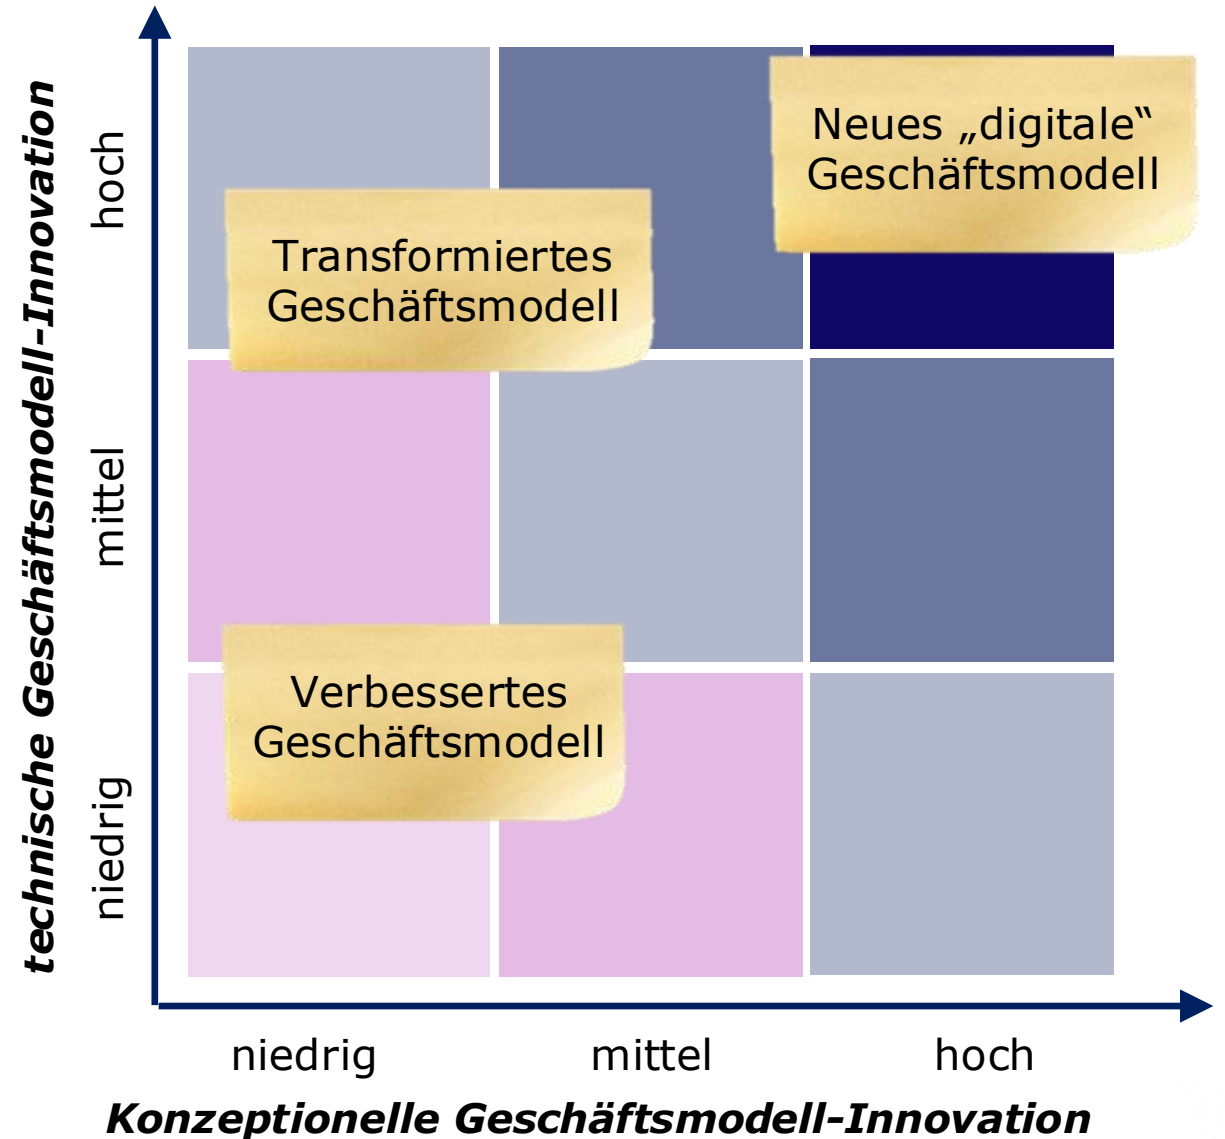 technische Geschäftsmodell-Innovation
hoch
mittel
niedrig
Neues „digitale“
Geschäftsmodell
Transformiertes
Geschäftsmodell
Verbessertes
Geschäftsmodell
niedrig
mittel
hoch
Konzeptionelle Geschäftsmodell-Innovation